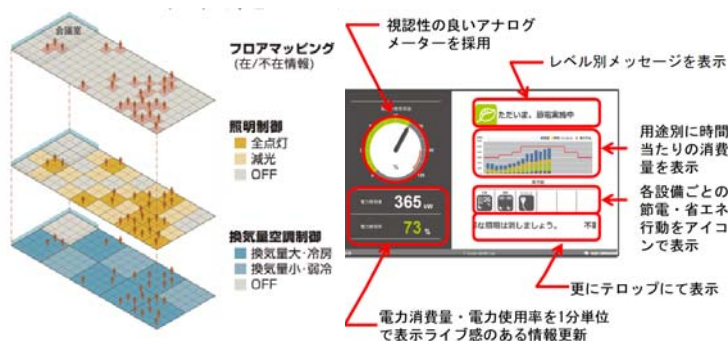 会議室
フロアマッピング
(在/不在情報)
照明制御
全点灯
減光
OFF
換気量空調制御
換気量大・冷房
換気量小・弱冷
OFF
視認性の良いアナログ
メーターを採用
レベル別メッセージを表示
ただいま、節電実施中
用途別に時間
当たりの消費
量を表示
365 kW
73 %
各設備ごとの
節電・省エネ
行動をアイコ
ンで表示
な照明は消しましょう。
更にテロップにて表示
電力消費量・電力使用率を1分単位
で表示ライブ感のある情報更新